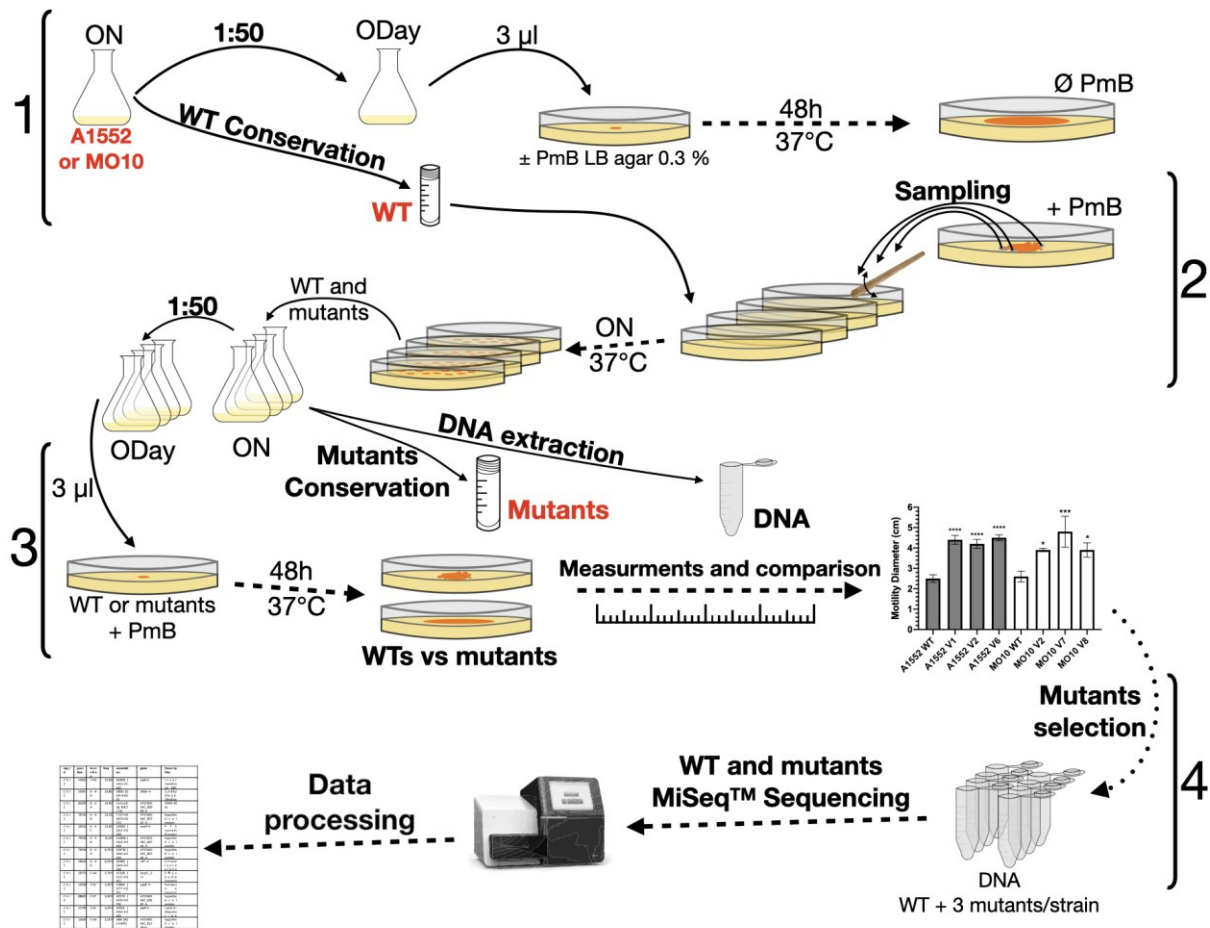 1
ON
1:50
ODay
3 µl
A1552
or MO10
WT Conservation
WT
± PmB LB agar 0.3 %
48h
37°C
Ø PmB
2
Sampling
+ PmB
ON
37°C
WT and
mutants
1:50
ODay
ON
DNA extraction
Mutants
Conservation
Mutants
DNA
3
3 µl
WT or mutants
+ PmB
48h
37°C
WTs vs mutants
Measurments and comparison
Motility Diameter (cm)
6
5
4
3
2
1
0
****
****
****
*
***
*
A1552 WT
A1552 V1
A1552 V2
A1552 V6
MO10 WT
MO10 V2
MO10 V7
MO10 V8
4
Mutants
selection
DNA
WT + 3 mutants/strain
WT and mutants
MiSeq™ Sequencing
Data
processing